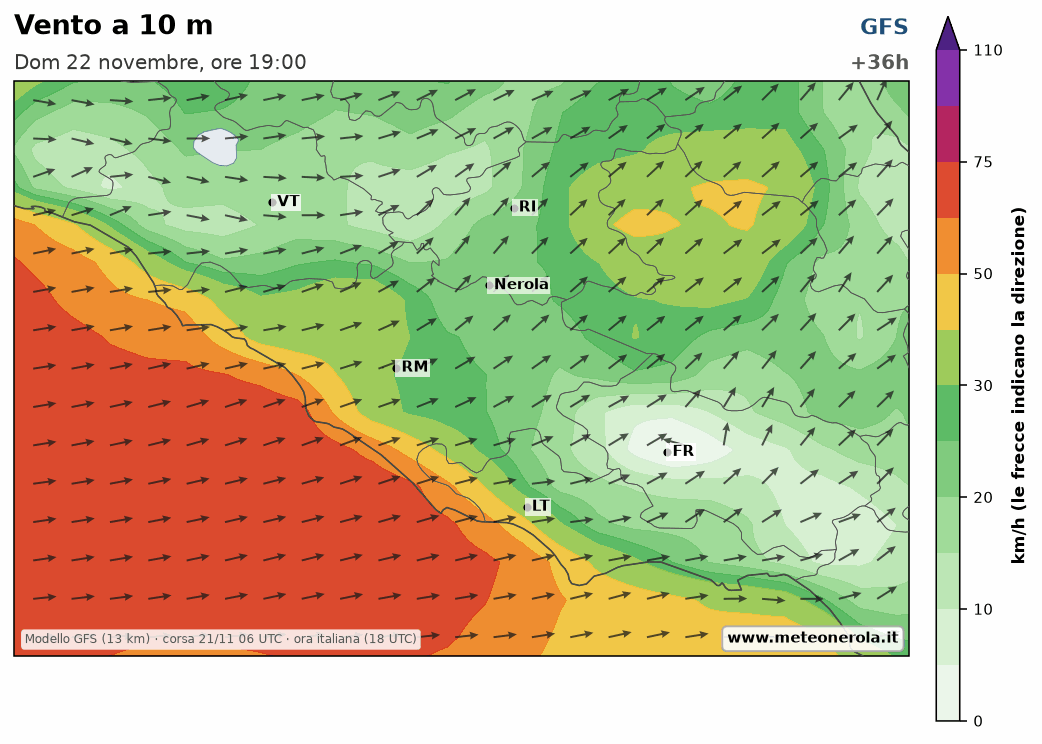 Vento a 10 m
GFS
Dom 22 novembre, ore 19:00
+36h
VT
RI
Nerola
RM
FR
LT
Modello GFS (13 km) · corsa 21/11 06 UTC · ora italiana (18 UTC)
www.meteonerola.it
110
75
50
30
20
10
0
km/h (le frecce indicano la direzione)